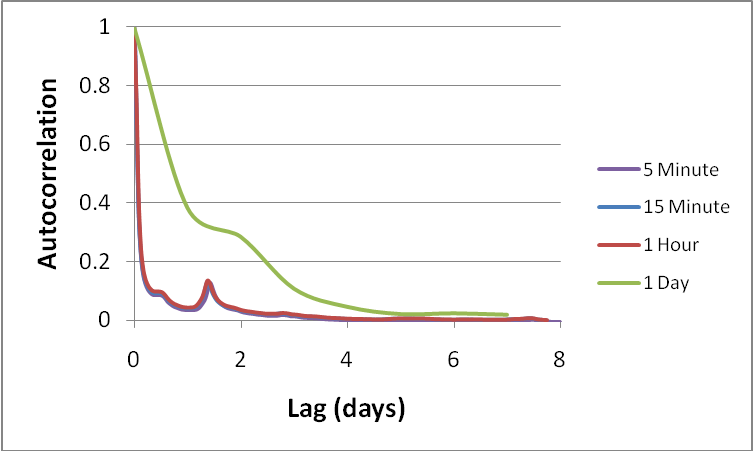 1
0.8
0.6
0.4
0.2
0
0 2 4 6 8
Autocorrelation
Lag (days)
5 Minute
15 Minute
1 Hour
1 Day